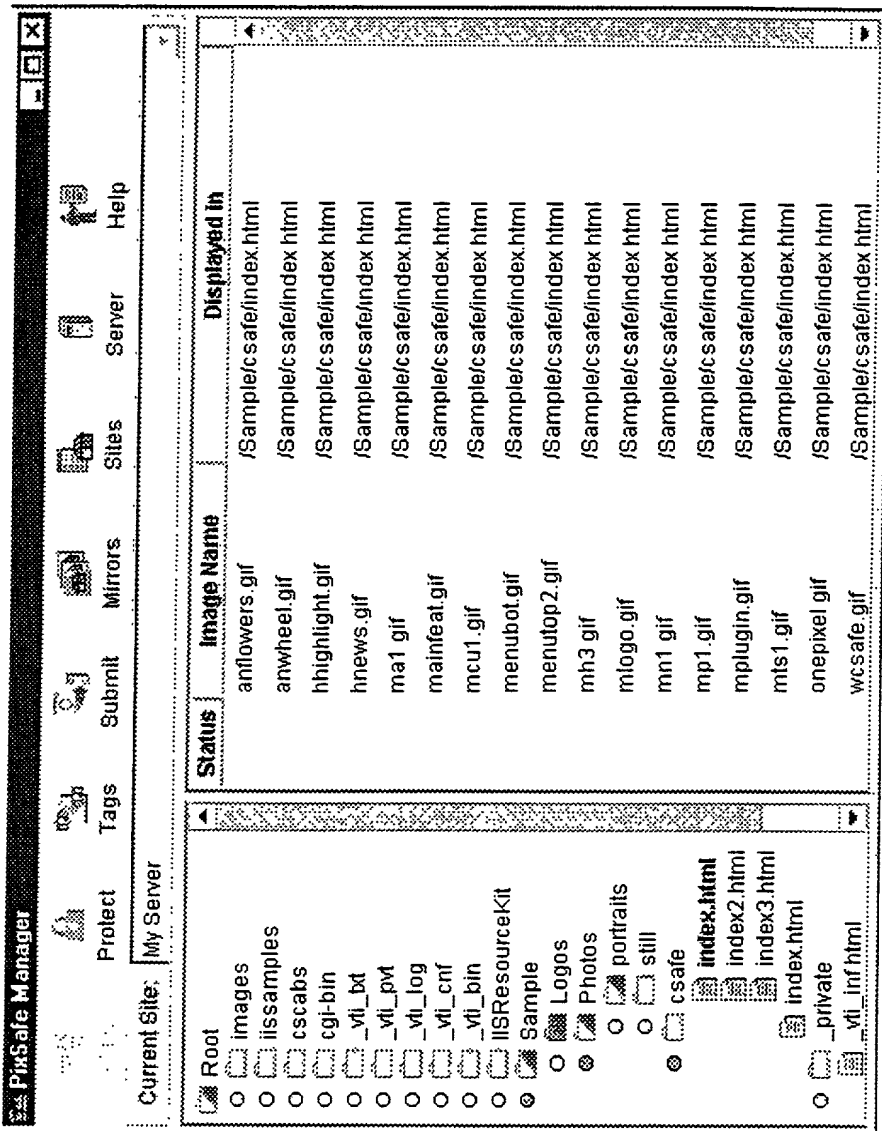 PixSafe Manager
Protect Tags Submit Mirrors Sites Server Help
Current Site: My Server
Root
images
iissamples
cscabs
cgi-bin
_vti_txt
_vti_pvt
_vti_log
_vti_cnf
_vti_bin
IISResourceKit
Sample
Logos
Photos
portraits
still
csafe
index.html
index2.html
index3.html
index.html
_private
_vti_inf.html
Status Image Name Displayed In
anflowers.gif /Sample/csafe/index.html
anwheel.gif /Sample/csafe/index html
hhighlight.gif /Sample/csafe/index html
hnews.gif /Sample/csafe/index html
ma1 gif /Sample/csafe/index html
mainfeat.gif /Sample/csafe/index html
mcu1.gif /Sample/csafe/index html
menubot.gif /Sample/csafe/index html
menutop2.gif /Sample/csafe/index html
mh3 gif /Sample/csafe/index html
mlogo.gif /Sample/csafe/index.html
mn1 gif /Sample/csafe/index html
mp1.gif /Sample/csafe/index html
mplugin.gif /Sample/csafe/index html
mts1.gif /Sample/csafe/index.html
onepixel gif /Sample/csafe/index html
wcsafe.gif /Sample/csafe/index html